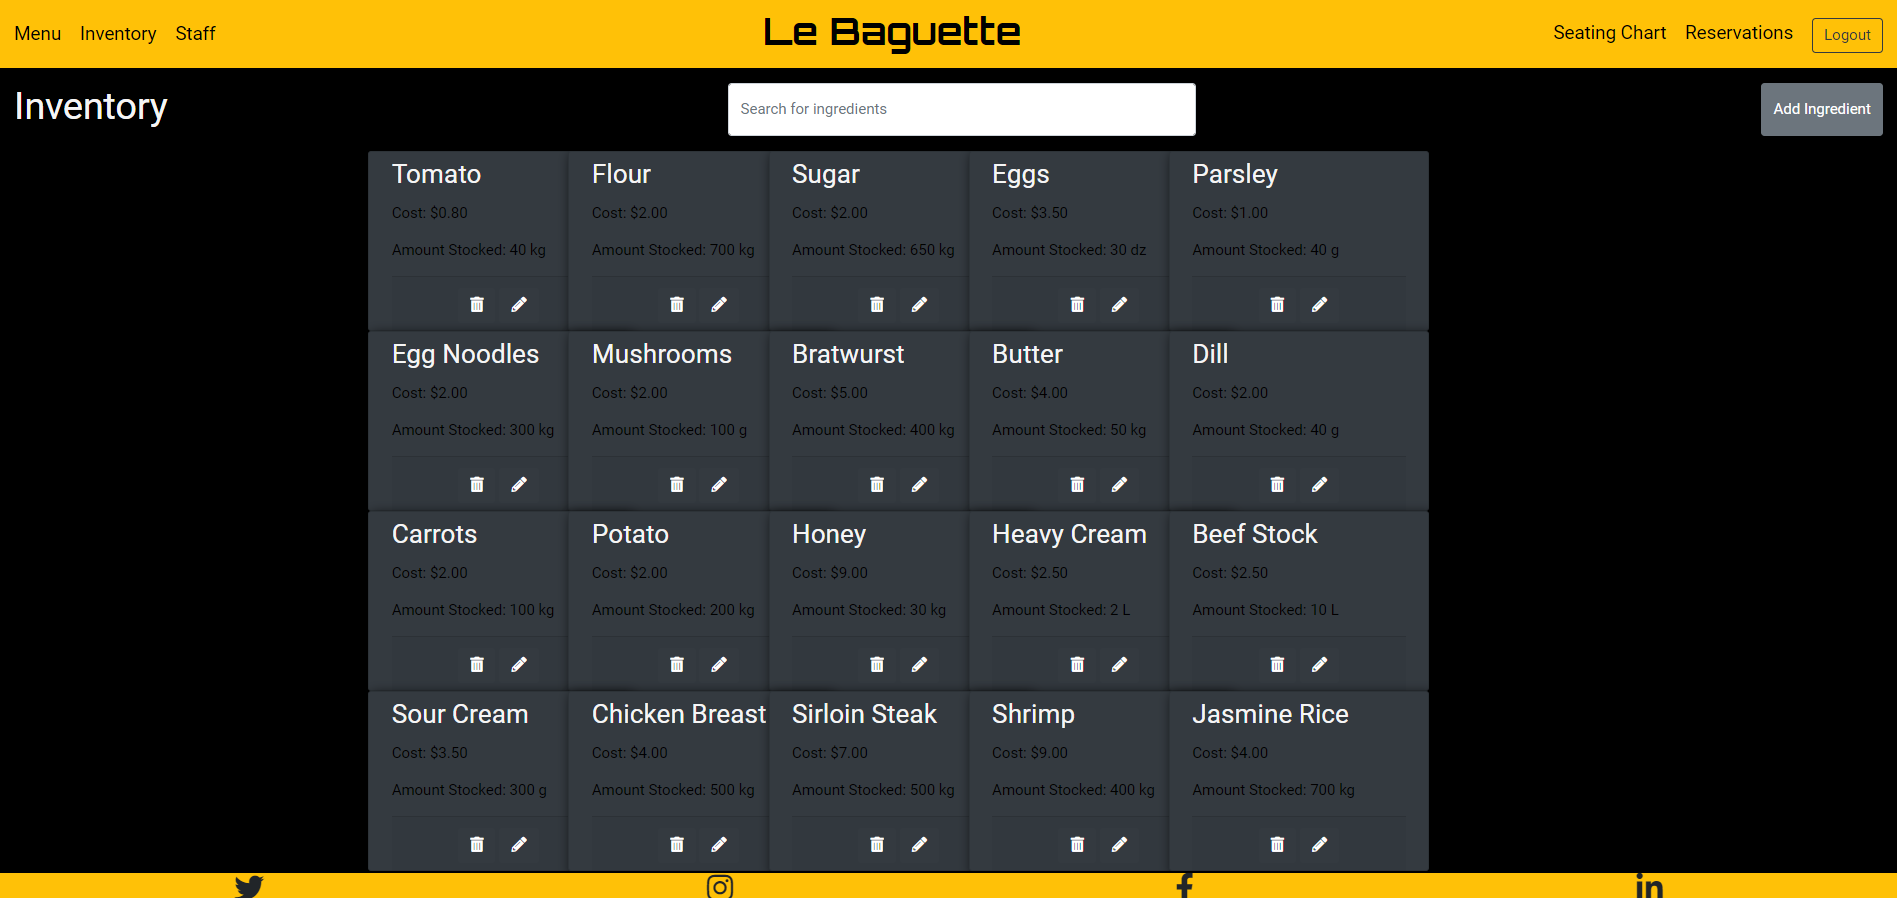 Menu Inventory Staff Le Baguette Seating Chart Reservations Logout
Inventory Search for ingredients Add Ingredient
Tomato Flour Sugar Eggs Parsley
Cost: $0.80 Cost: $2.00 Cost: $2.00 Cost: $3.50 Cost: $1.00
Amount Stocked: 40 kg Amount Stocked: 700 kg Amount Stocked: 650 kg Amount Stocked: 30 dz Amount Stocked: 40 g
Egg Noodles Mushrooms Bratwurst Butter Dill
Cost: $2.00 Cost: $2.00 Cost: $5.00 Cost: $4.00 Cost: $2.00
Amount Stocked: 300 kg Amount Stocked: 100 g Amount Stocked: 400 kg Amount Stocked: 50 kg Amount Stocked: 40 g
Carrots Potato Honey Heavy Cream Beef Stock
Cost: $2.00 Cost: $2.00 Cost: $9.00 Cost: $2.50 Cost: $2.50
Amount Stocked: 100 kg Amount Stocked: 200 kg Amount Stocked: 30 kg Amount Stocked: 2 L Amount Stocked: 10 L
Sour Cream Chicken Breast Sirloin Steak Shrimp Jasmine Rice
Cost: $3.50 Cost: $4.00 Cost: $7.00 Cost: $9.00 Cost: $4.00
Amount Stocked: 300 g Amount Stocked: 500 kg Amount Stocked: 500 kg Amount Stocked: 400 kg Amount Stocked: 700 kg